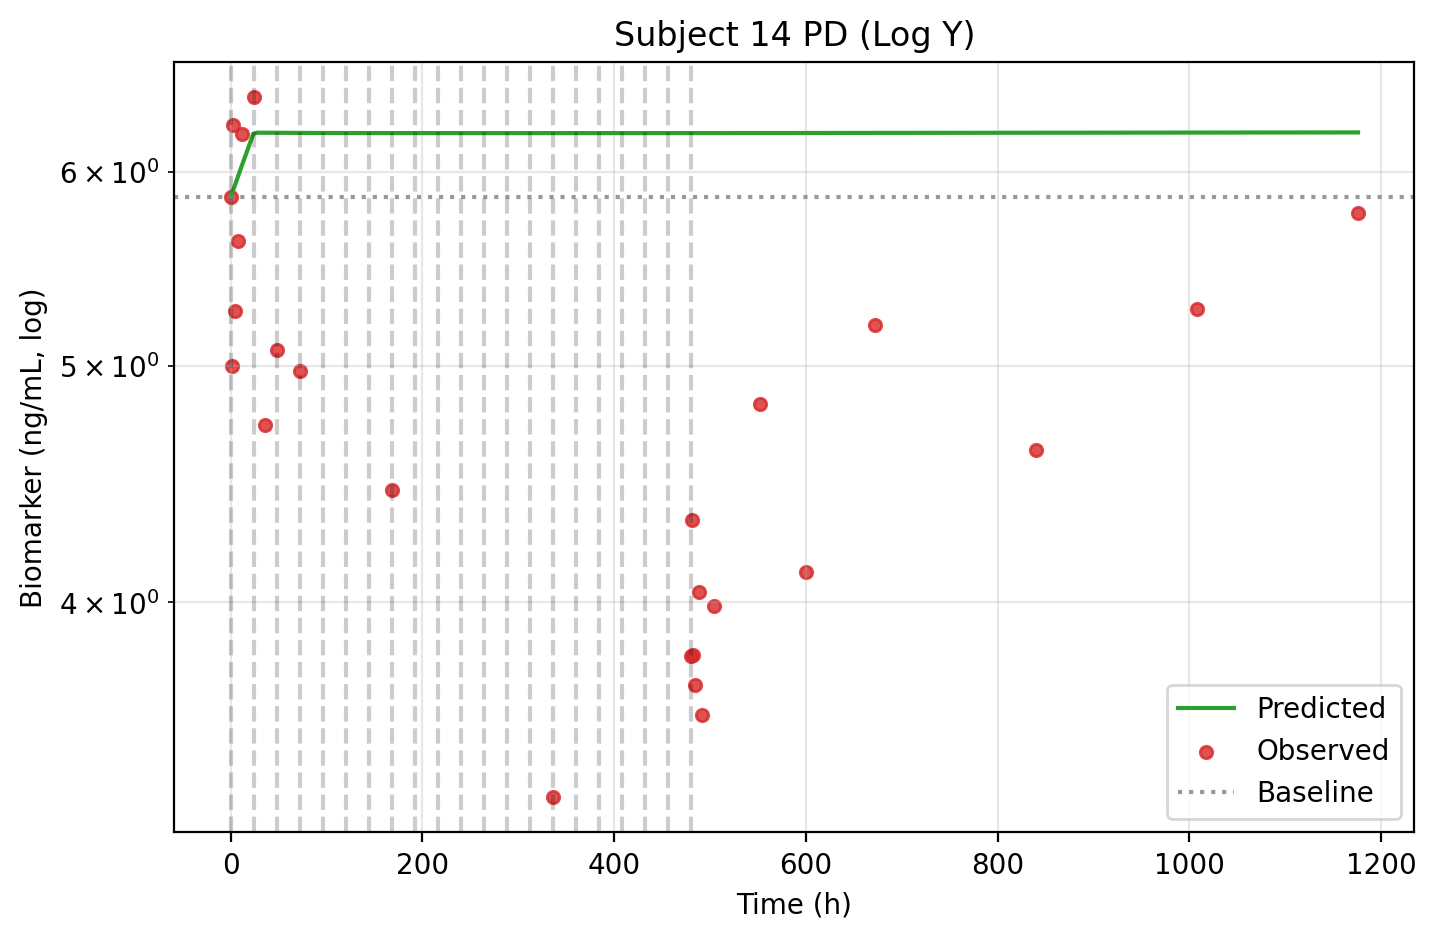 Subject 14 PD (Log Y)
Biomarker (ng/mL, log)
6 × 10⁰
5 × 10⁰
4 × 10⁰
Predicted
Observed
Baseline
0 200 400 600 800 1000 1200
Time (h)